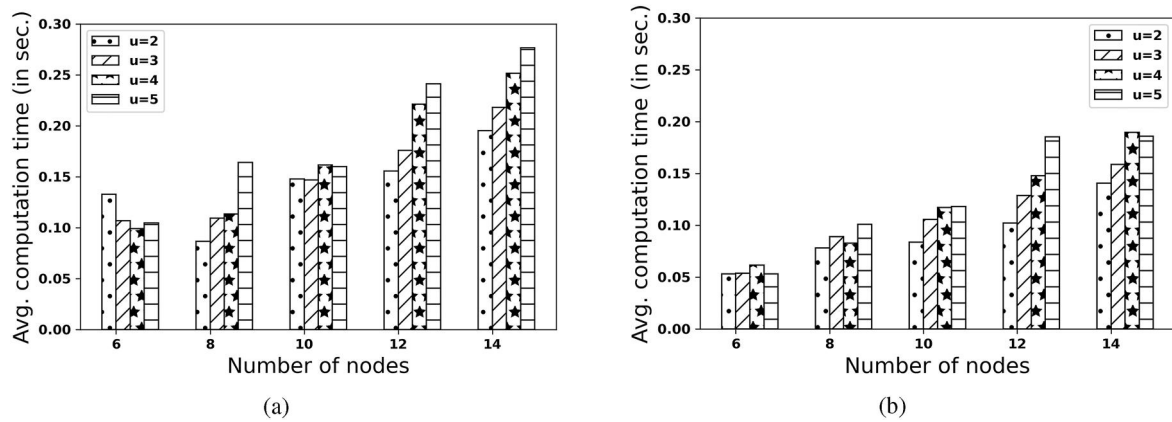 0.30
0.25
0.20
0.15
0.10
0.05
0.00
Avg. computation time (in sec.)
u=2
u=3
u=4
u=5
6 8 10 12 14
Number of nodes
(a)
0.30
0.25
0.20
0.15
0.10
0.05
0.00
Avg. computation time (in sec.)
u=2
u=3
u=4
u=5
6 8 10 12 14
Number of nodes
(b)